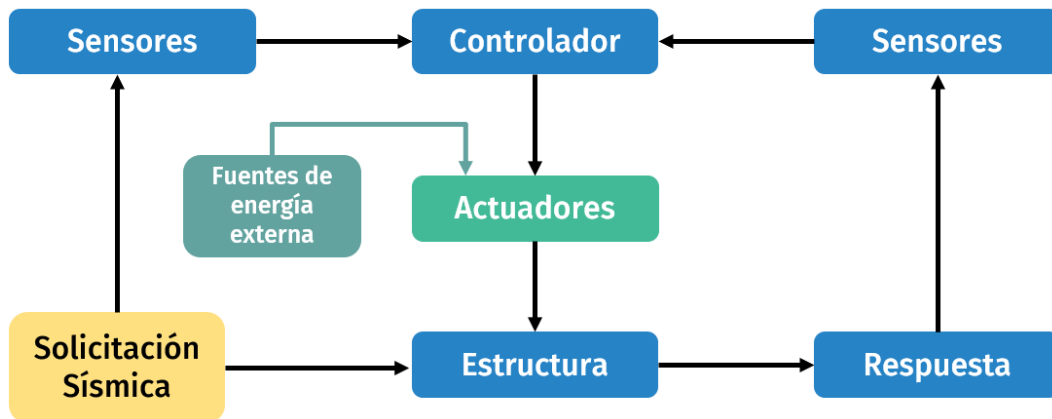 Sensores
Controlador
Sensores
Fuentes de
energía
externa
Actuadores
Solicitación
Sísmica
Estructura
Respuesta